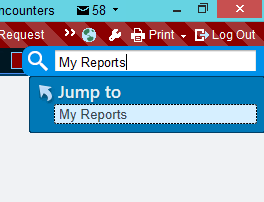 ncounters 58
Request » Print Log Out
My Reports
Jump to
My Reports